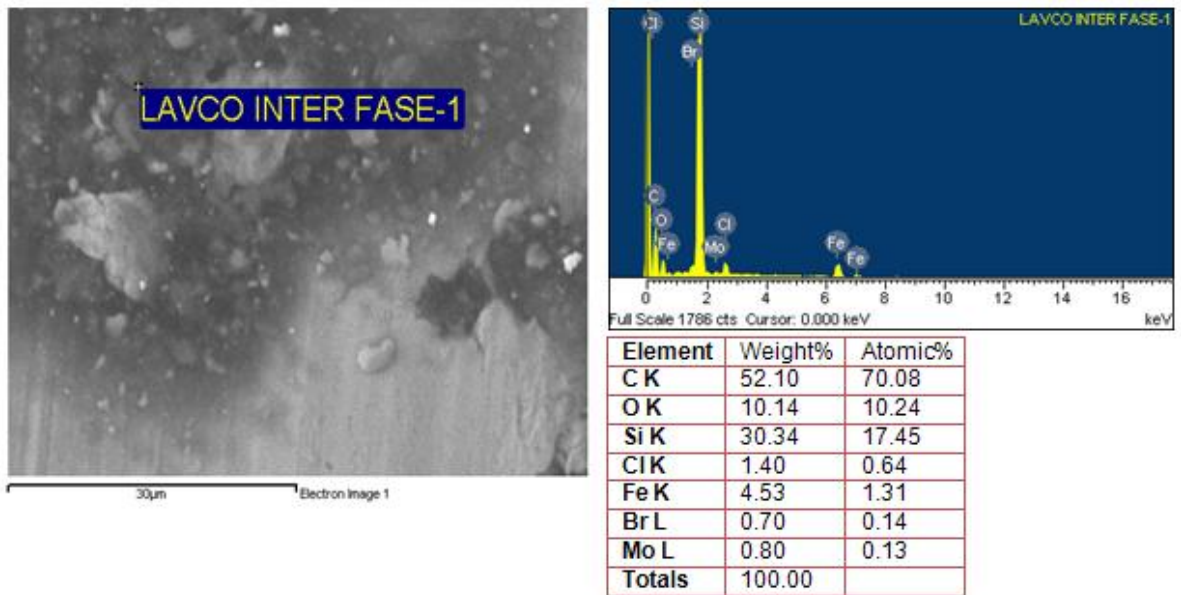 LAVCO INTER FASE-1
30µm
Electron Image 1
LAVCO INTER FASE-1
Cl
Si
Br
C
O
Fe
Mo
Cl
Fe
Fe
0 2 4 6 8 10 12 14 16
Full Scale 1786 cts Cursor: 0.000 keV
keV
Element Weight% Atomic%
C K 52.10 70.08
O K 10.14 10.24
Si K 30.34 17.45
Cl K 1.40 0.64
Fe K 4.53 1.31
Br L 0.70 0.14
Mo L 0.80 0.13
Totals 100.00